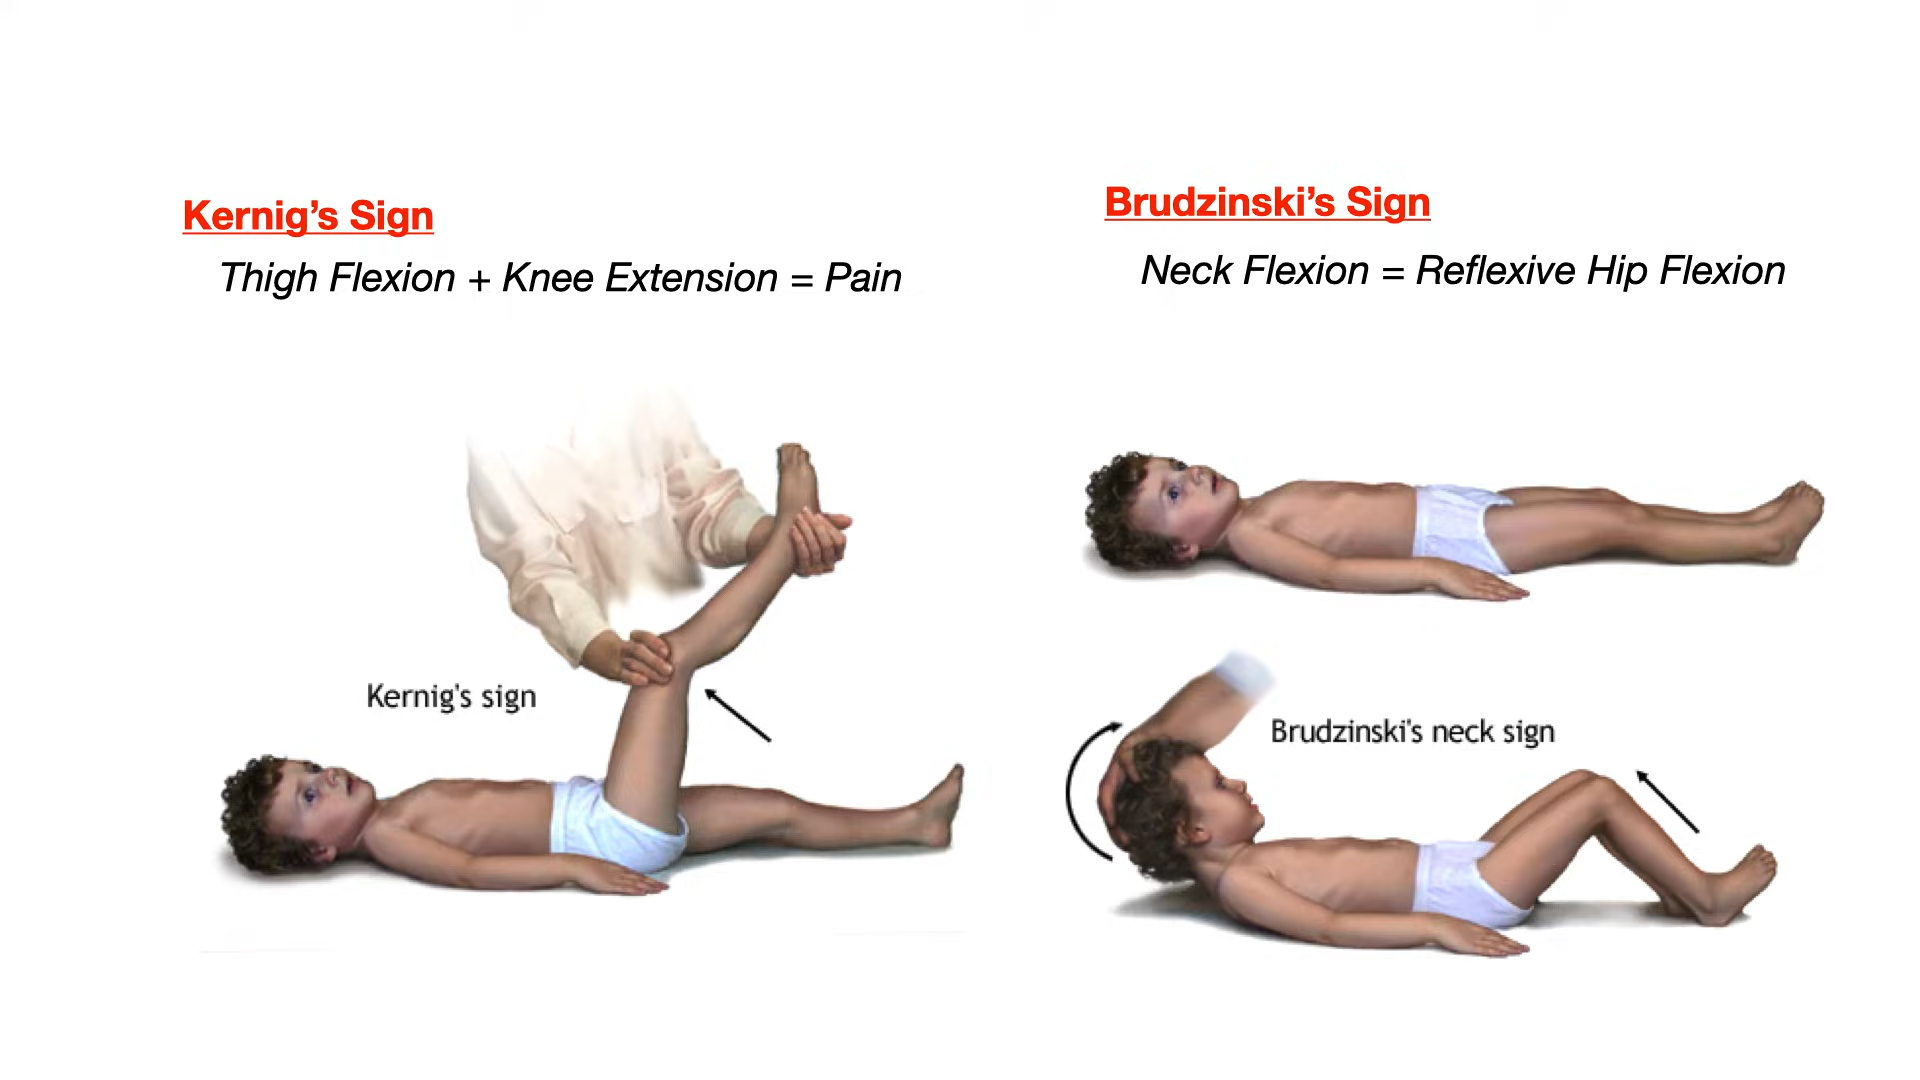 Kernig’s Sign
Thigh Flexion + Knee Extension = Pain
Kernig's sign
Brudzinski’s Sign
Neck Flexion = Reflexive Hip Flexion
Brudzinski's neck sign